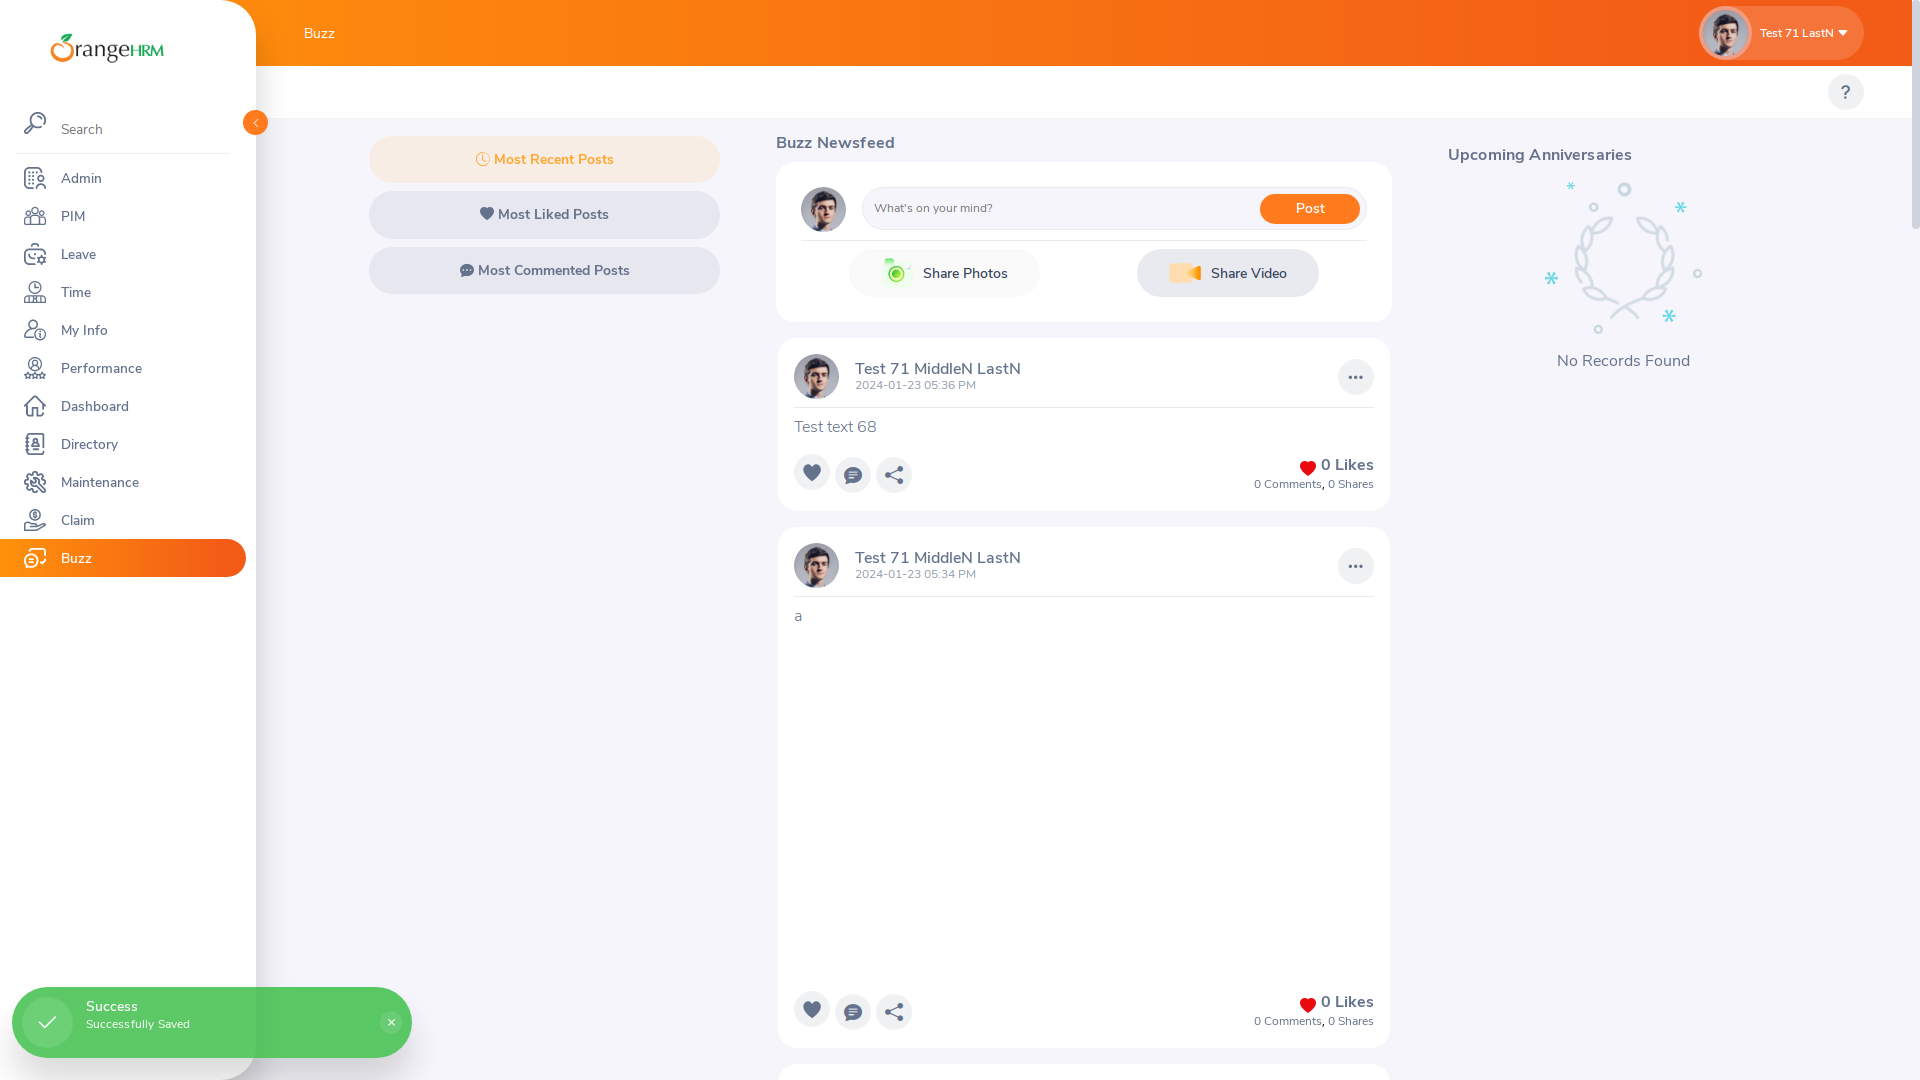 OrangeHRM
Search
Admin
PIM
Leave
Time
My Info
Performance
Dashboard
Directory
Maintenance
Claim
Buzz
Buzz
Test 71 LastN
?
Most Recent Posts
Most Liked Posts
Most Commented Posts
Buzz Newsfeed
What's on your mind?
Post
Share Photos
Share Video
Test 71 MiddleN LastN
2024-01-23 05:36 PM
Test text 68
0 Likes
0 Comments, 0 Shares
Test 71 MiddleN LastN
2024-01-23 05:34 PM
a
0 Likes
0 Comments, 0 Shares
Upcoming Anniversaries
No Records Found
Success
Successfully Saved
×